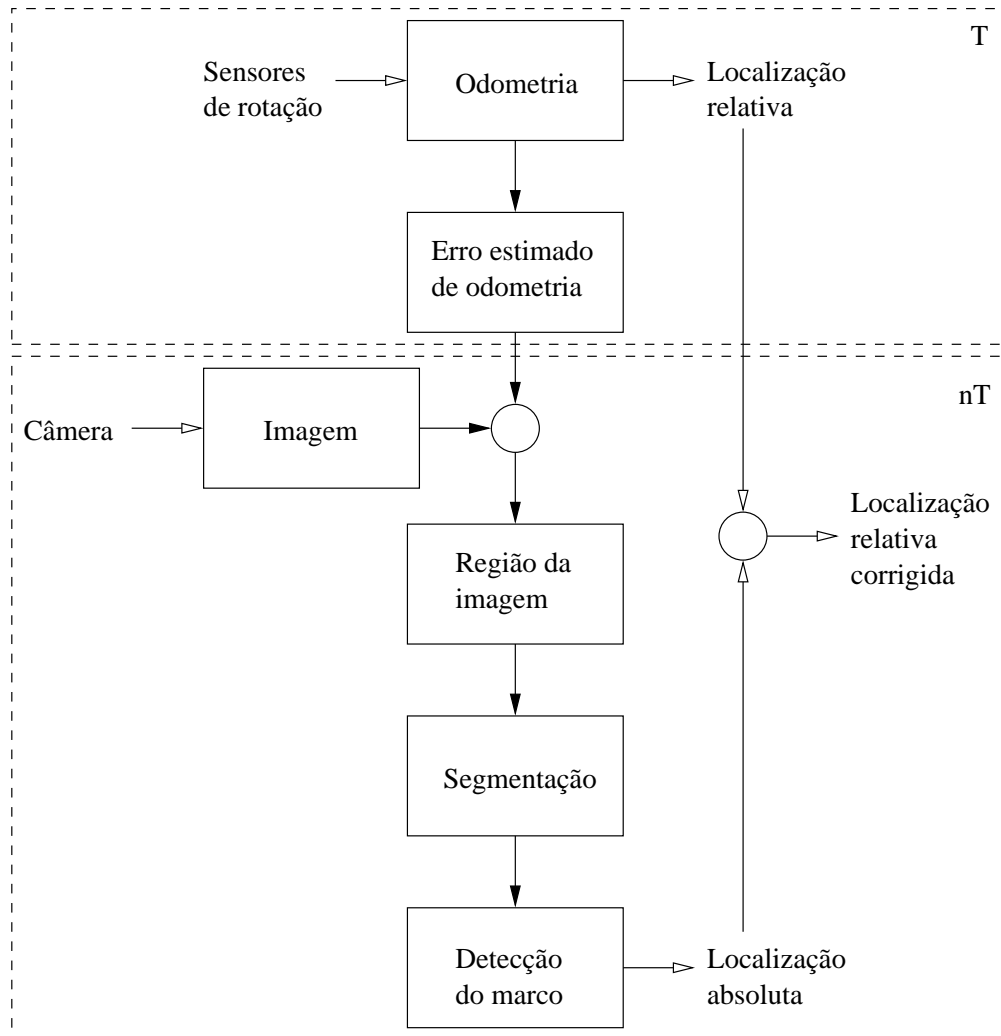 T
Sensores
de rotação
Odometria
Localização
relativa
Erro estimado
de odometria
nT
Câmera
Imagem
Localização
relativa
corrigida
Região da
imagem
Segmentação
Detecção
do marco
Localização
absoluta